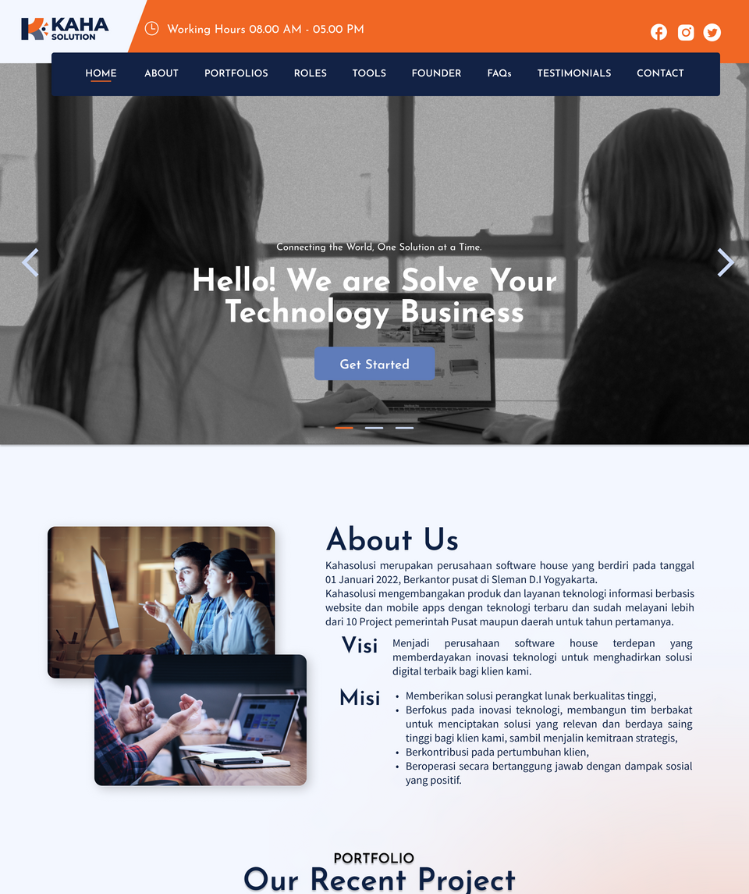 KAHA
SOLUTION
Working Hours 08.00 AM - 05.00 PM
HOME ABOUT PORTFOLIOS ROLES TOOLS FOUNDER FAQs TESTIMONIALS CONTACT
Connecting the World, One Solution at a Time.
Hello! We are Solve Your
Technology Business
Get Started
About Us
Kahasolusi merupakan perusahaan software house yang berdiri pada tanggal
01 Januari 2022, Berkantor pusat di Sleman D.I Yogyakarta.
Kahasolusi mengembangakan produk dan layanan teknologi informasi berbasis
website dan mobile apps dengan teknologi terbaru dan sudah melayani lebih
dari 10 Project pemerintah Pusat maupun daerah untuk tahun pertamanya.
Visi
Menjadi perusahaan software house terdepan yang
memberdayakan inovasi teknologi untuk menghadirkan solusi
digital terbaik bagi klien kami.
Misi
• Memberikan solusi perangkat lunak berkualitas tinggi,
• Berfokus pada inovasi teknologi, membangun tim berbakat
untuk menciptakan solusi yang relevan dan berdaya saing
tinggi bagi klien kami, sambil menjalin kemitraan strategis,
• Berkontribusi pada pertumbuhan klien,
• Beroperasi secara bertanggung jawab dengan dampak sosial
yang positif.
PORTFOLIO
Our Recent Project